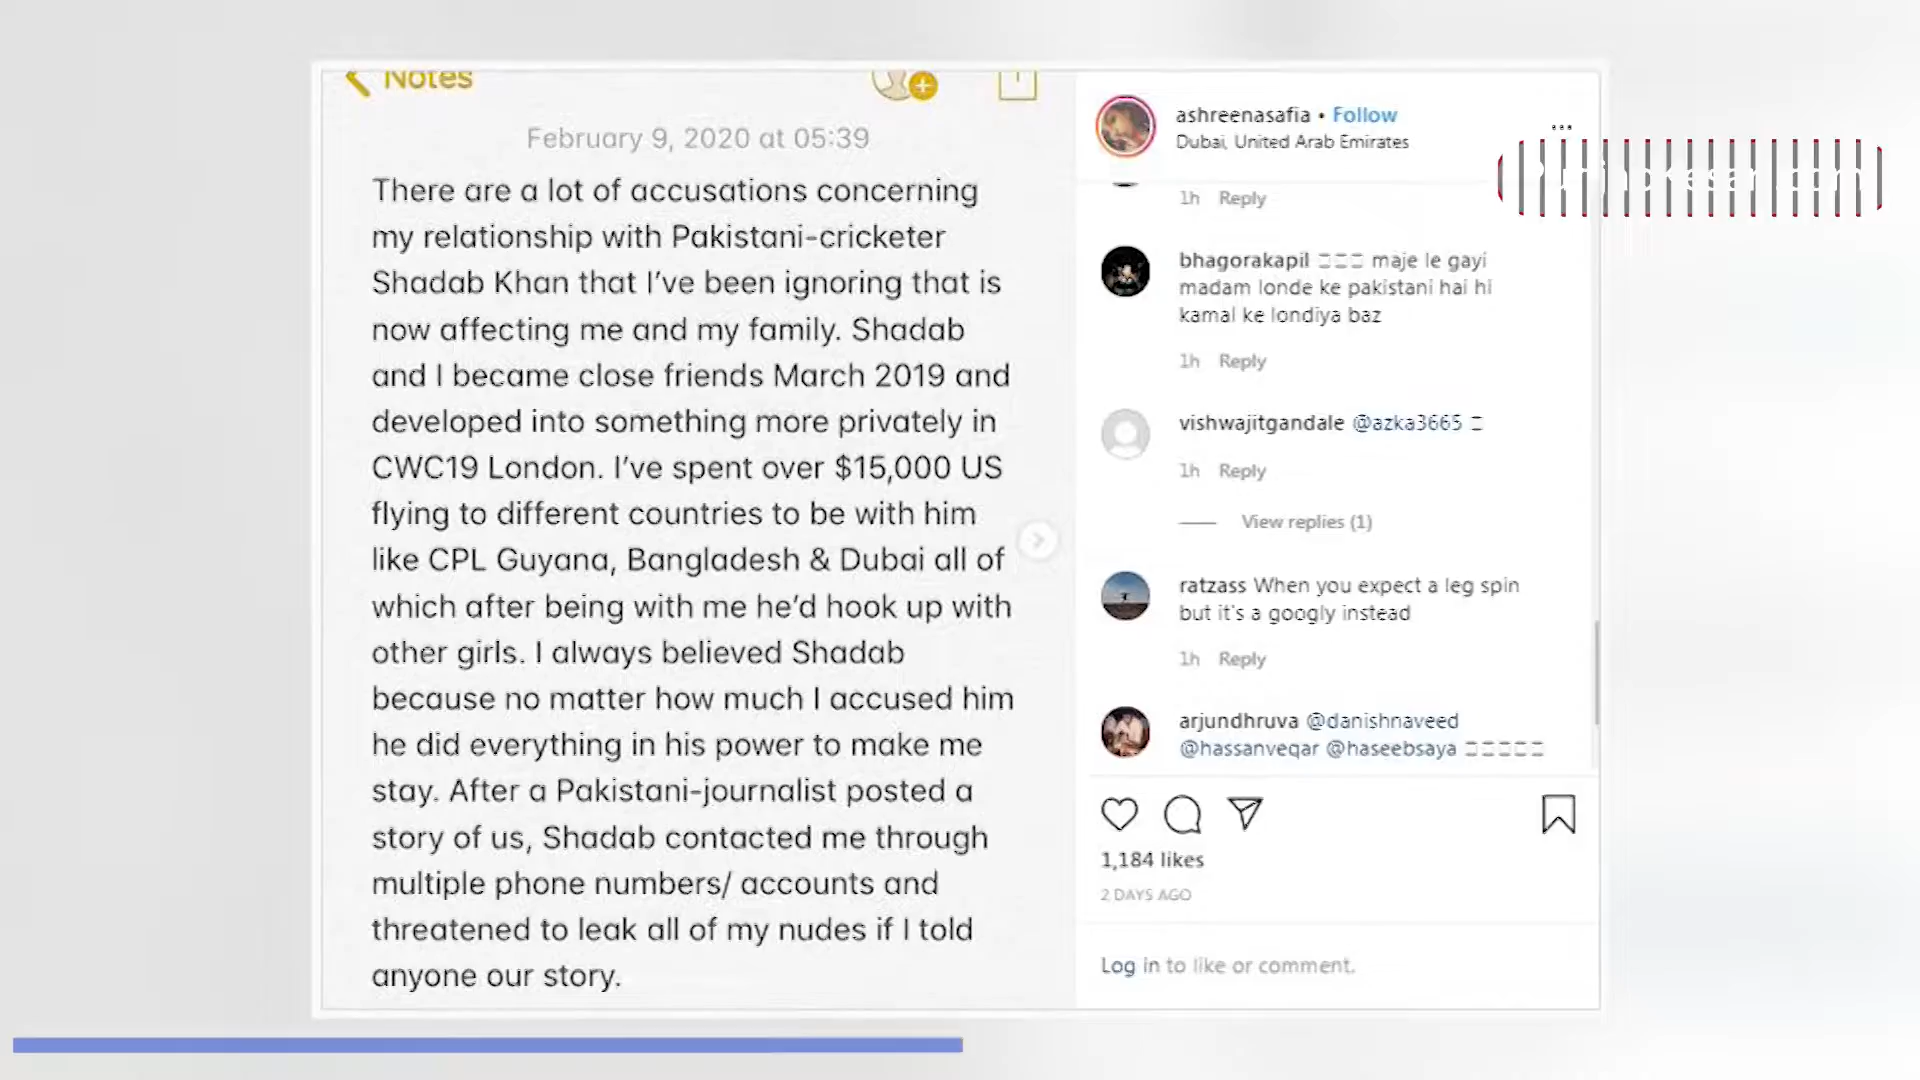 Notes
February 9, 2020 at 05:39
There are a lot of accusations concerning
my relationship with Pakistani-cricketer
Shadab Khan that I've been ignoring that is
now affecting me and my family. Shadab
and I became close friends March 2019 and
developed into something more privately in
CWC19 London. I've spent over $15,000 US
flying to different countries to be with him
like CPL Guyana, Bangladesh & Dubai all of
which after being with me he'd hook up with
other girls. I always believed Shadab
because no matter how much I accused him
he did everything in his power to make me
stay. After a Pakistani-journalist posted a
story of us, Shadab contacted me through
multiple phone numbers/ accounts and
threatened to leak all of my nudes if I told
anyone our story.
ashreenasafia • Follow
Dubai, United Arab Emirates
1h Reply
bhagorakapil maje le gayi
madam londe ke pakistani hai hi
kamal ke londiya baz
1h Reply
vishwajitgandale @azka3665
1h Reply
View replies (1)
ratzass When you expect a leg spin
but it's a googly instead
1h Reply
arjundhruva @danishnaveed
@hassanveqar @haseebsaya
1,184 likes
2 DAYS AGO
Log in to like or comment.